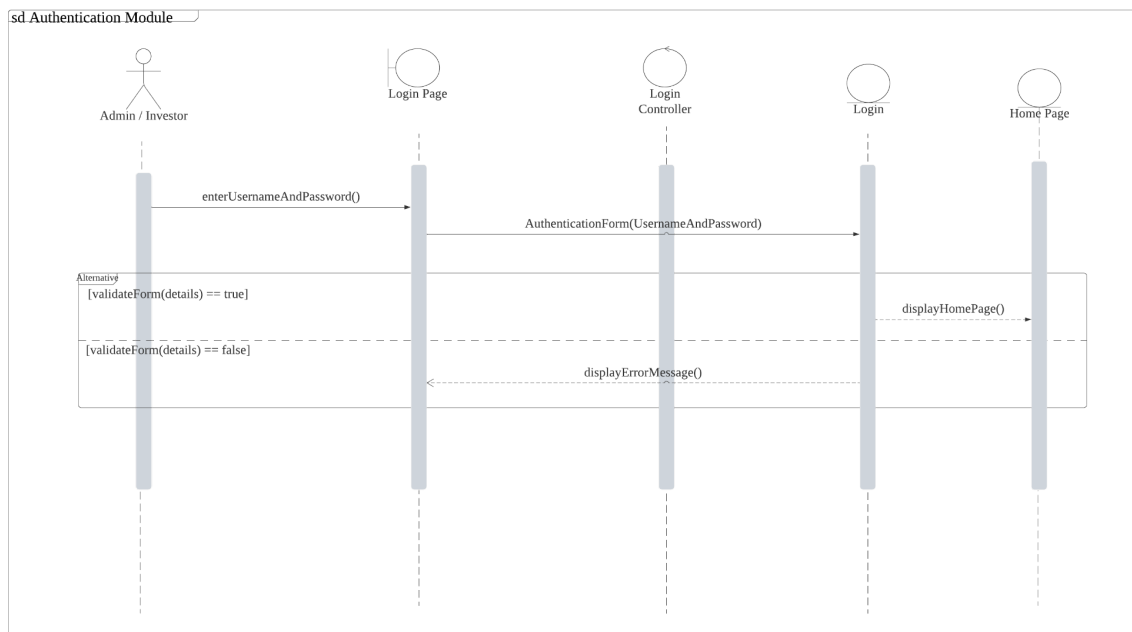 sd Authentication Module
Admin / Investor
Login Page
Login
Controller
Login
Home Page
enterUsernameAndPassword()
AuthenticationForm(UsernameAndPassword)
Alternative
[validateForm(details) == true]
displayHomePage()
[validateForm(details) == false]
displayErrorMessage()